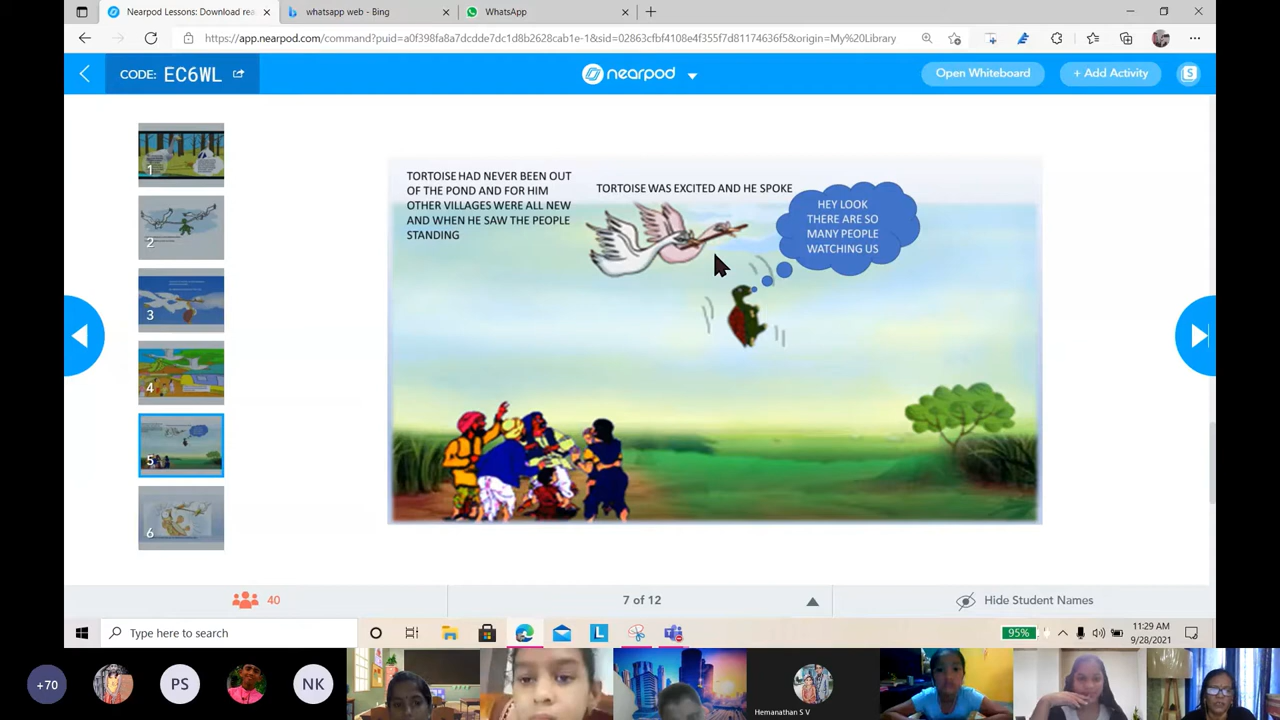 Nearpod Lessons: Download rea
whatsapp web - Bing
WhatsApp
https://app.nearpod.com/command?puid=a0f398fa8a7dcdde7dc1d8b2628cab1e-1&sid=02863cfbf4108e4f355f7d81174636f5&origin=My%20Library
CODE: EC6WL
nearpod
Open Whiteboard
+ Add Activity
S
1
2
3
4
5
6
TORTOISE HAD NEVER BEEN OUT
OF THE POND AND FOR HIM
OTHER VILLAGES WERE ALL NEW
AND WHEN HE SAW THE PEOPLE
STANDING
TORTOISE WAS EXCITED AND HE SPOKE
HEY LOOK
THERE ARE SO
MANY PEOPLE
WATCHING US
40
7 of 12
Hide Student Names
Type here to search
L
95%
11:29 AM
9/28/2021
+70
PS
NK
Hemanathan S V